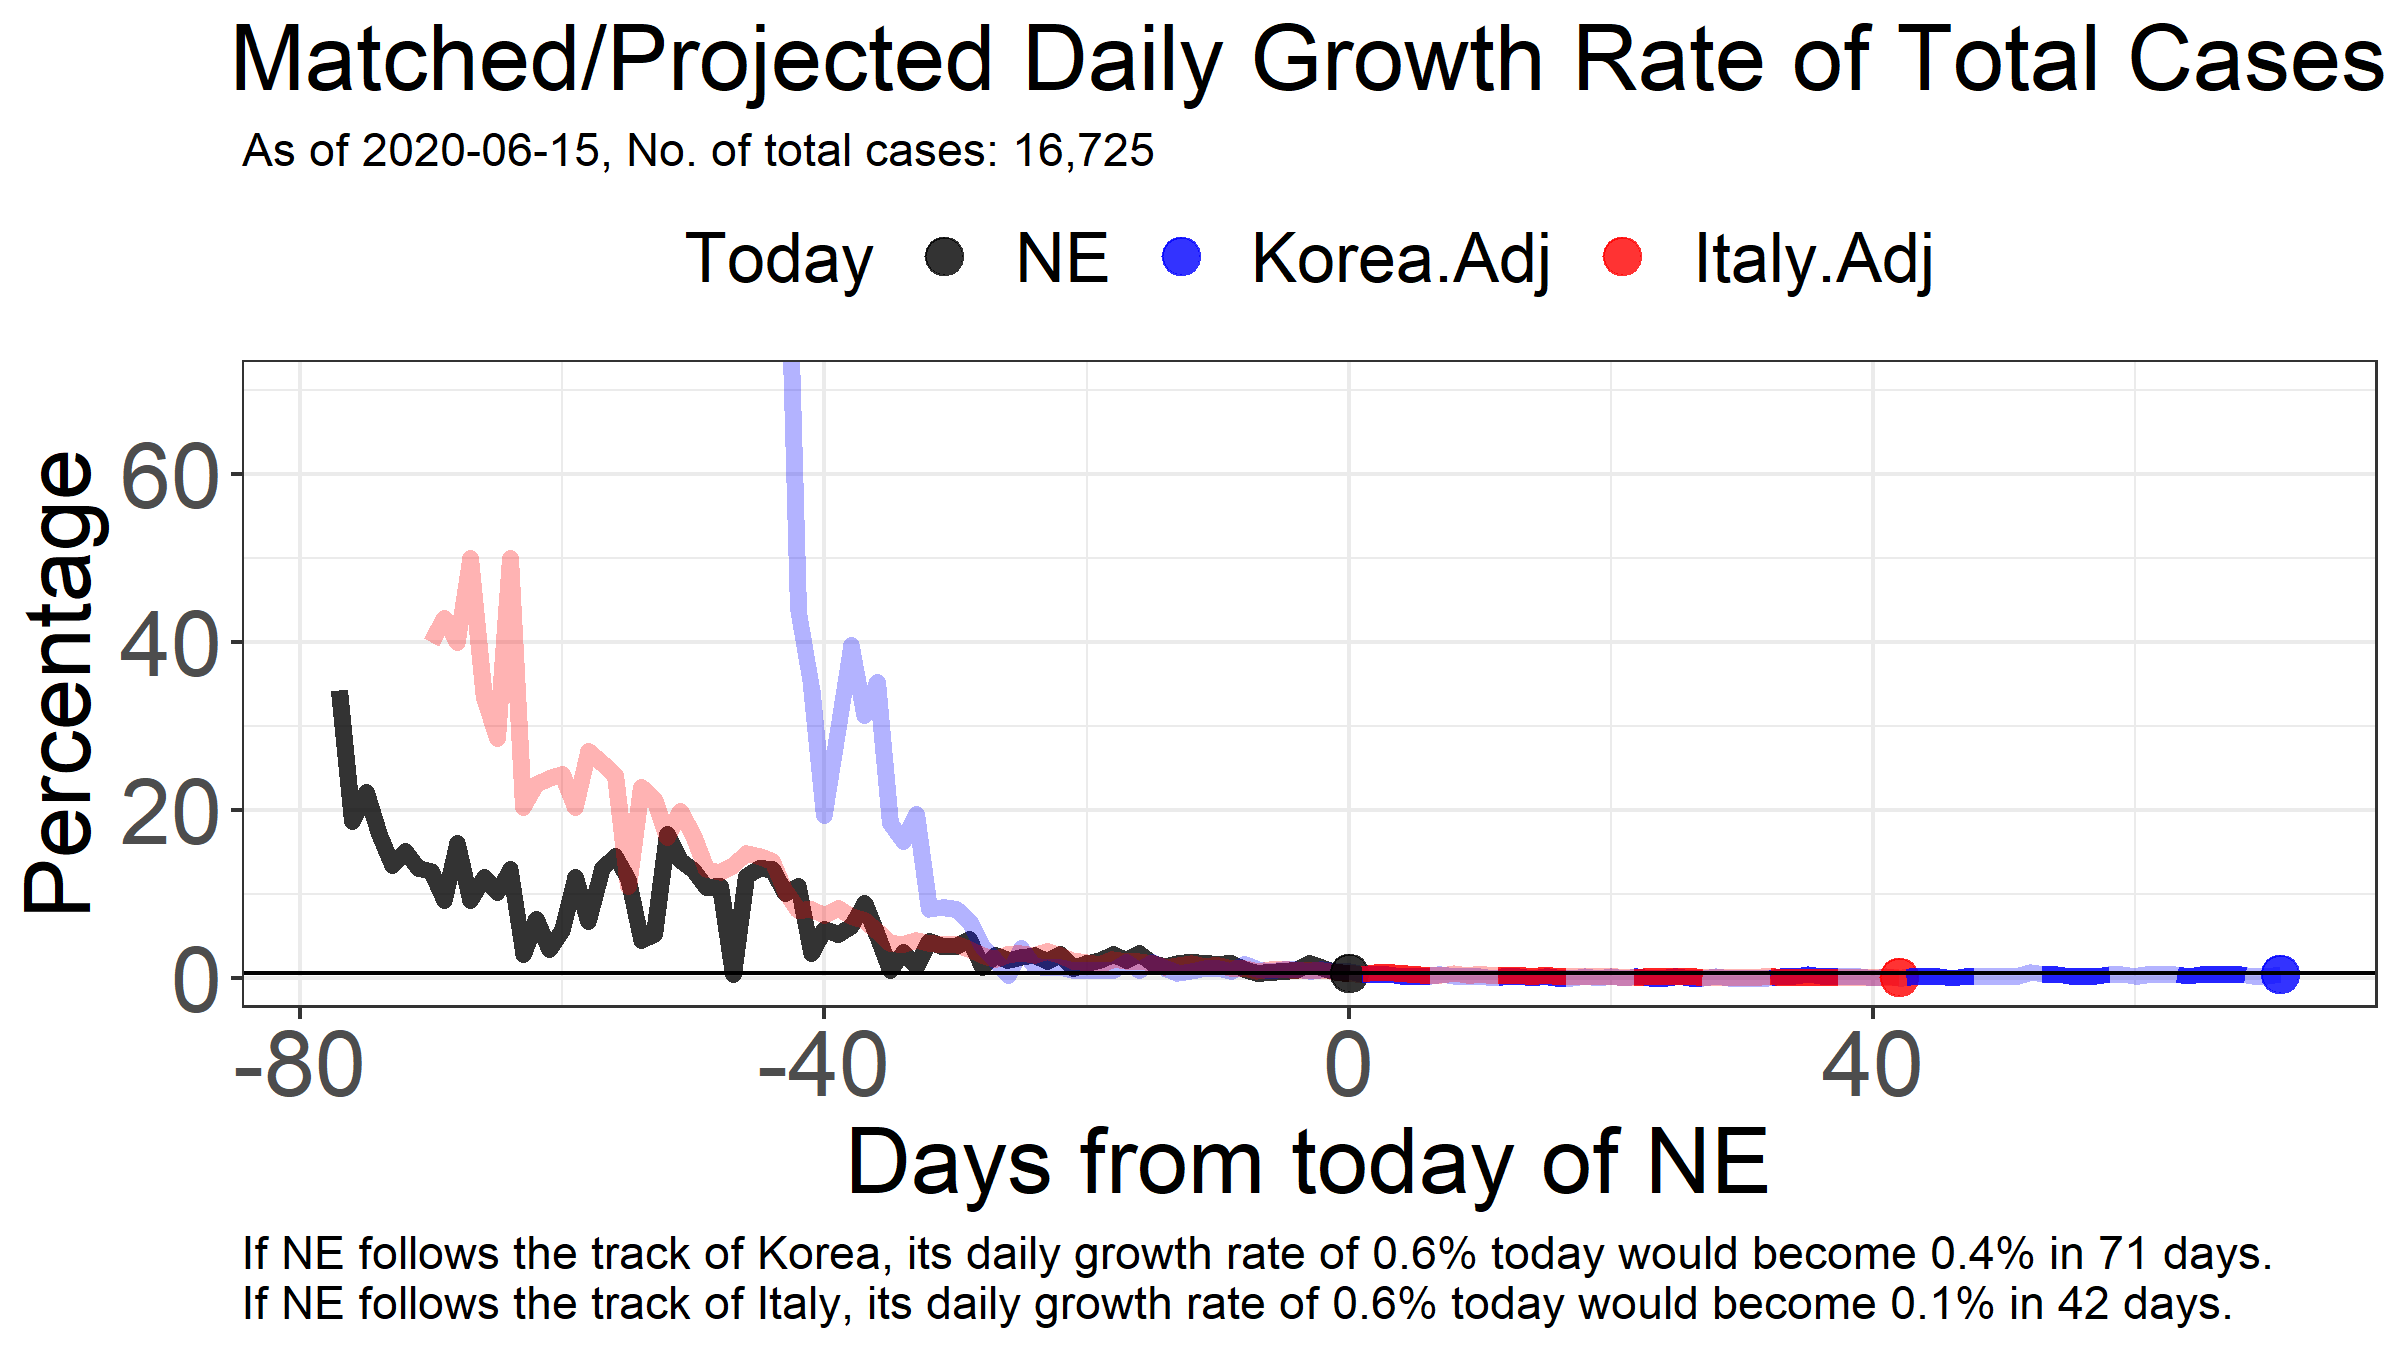 Matched/Projected Daily Growth Rate of Total Cases
As of 2020-06-15, No. of total cases: 16,725
Today NE Korea.Adj Italy.Adj
Percentage
60
40
20
0
-80 -40 0 40
Days from today of NE
If NE follows the track of Korea, its daily growth rate of 0.6% today would become 0.4% in 71 days.
If NE follows the track of Italy, its daily growth rate of 0.6% today would become 0.1% in 42 days.